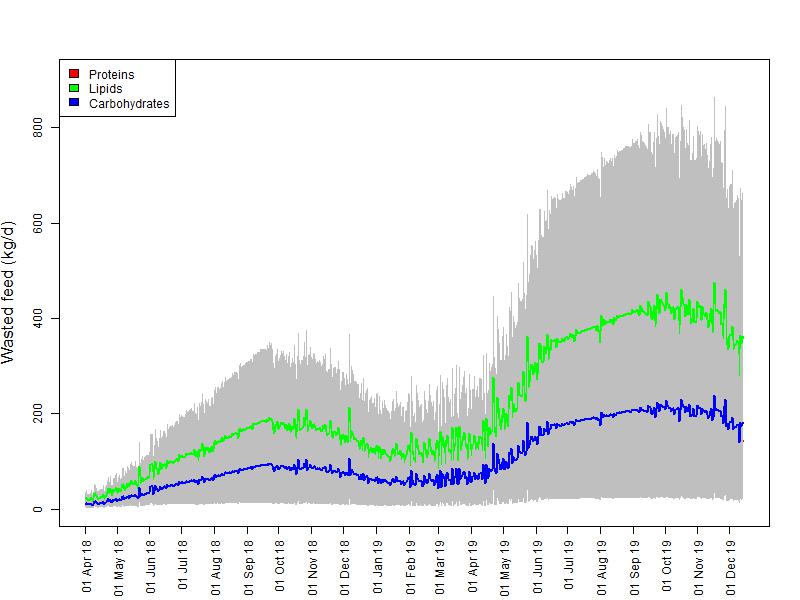 Proteins
Lipids
Carbohydrates
Wasted feed (kg/d)
800
600
400
200
0
01 Apr 18
01 May 18
01 Jun 18
01 Jul 18
01 Aug 18
01 Sep 18
01 Oct 18
01 Nov 18
01 Dec 18
01 Jan 19
01 Feb 19
01 Mar 19
01 Apr 19
01 May 19
01 Jun 19
01 Jul 19
01 Aug 19
01 Sep 19
01 Oct 19
01 Nov 19
01 Dec 19